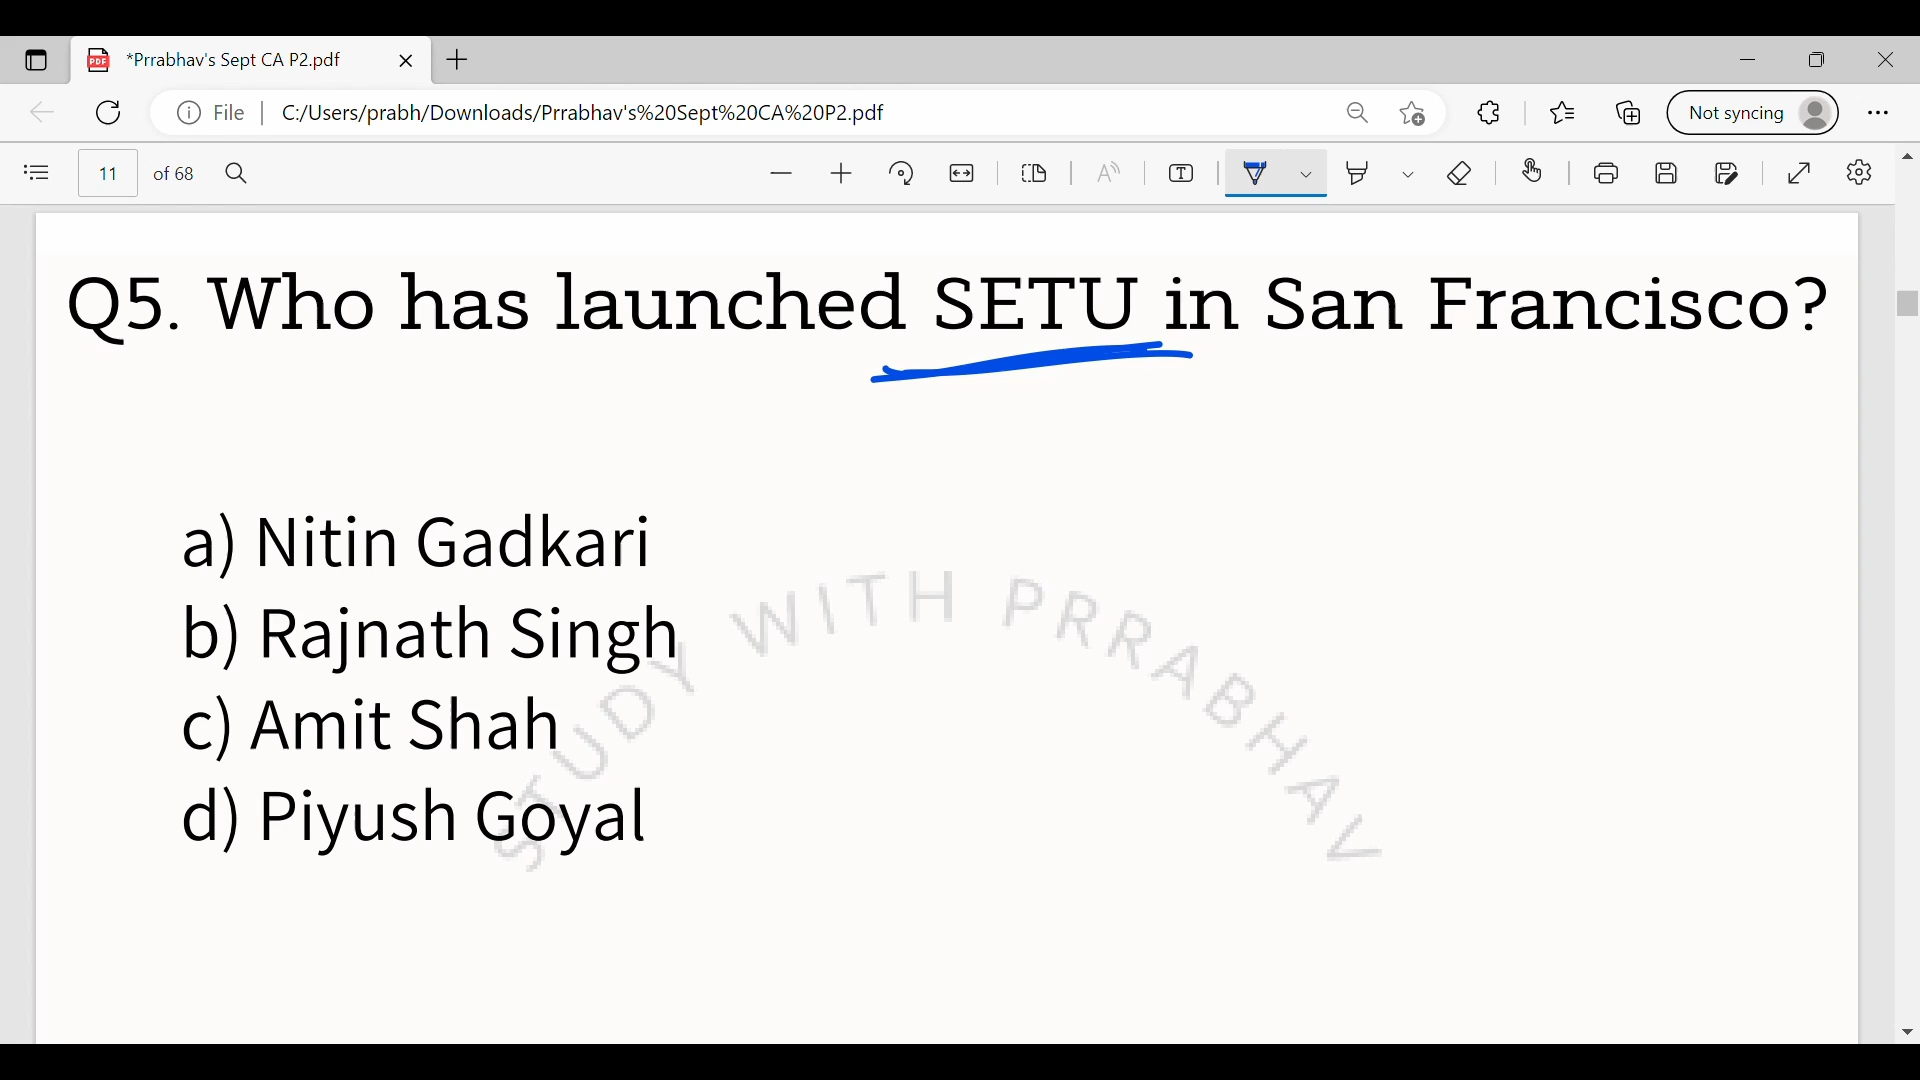 *Prrabhav's Sept CA P2.pdf
File
C:/Users/prabh/Downloads/Prrabhav's%20Sept%20CA%20P2.pdf
Not syncing
11 of 68
Q5. Who has launched SETU in San Francisco?
a) Nitin Gadkari
b) Rajnath Singh
c) Amit Shah
d) Piyush Goyal
STUDY WITH PRRABHAV